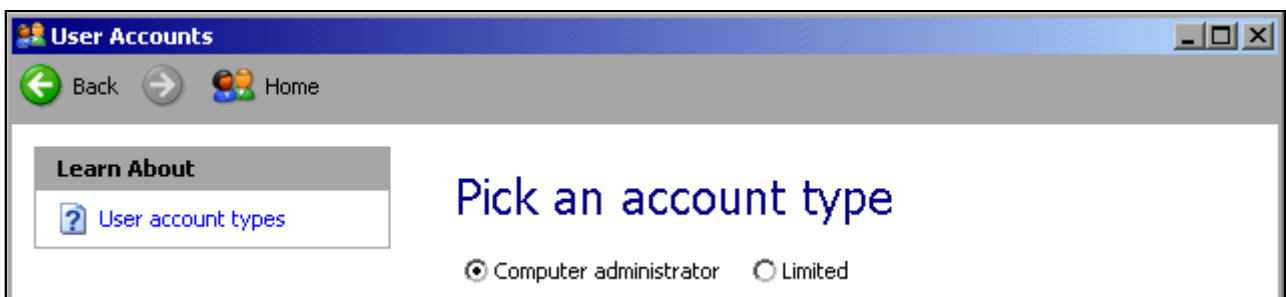 User Accounts
Back Home
Learn About
User account types
Pick an account type
Computer administrator Limited